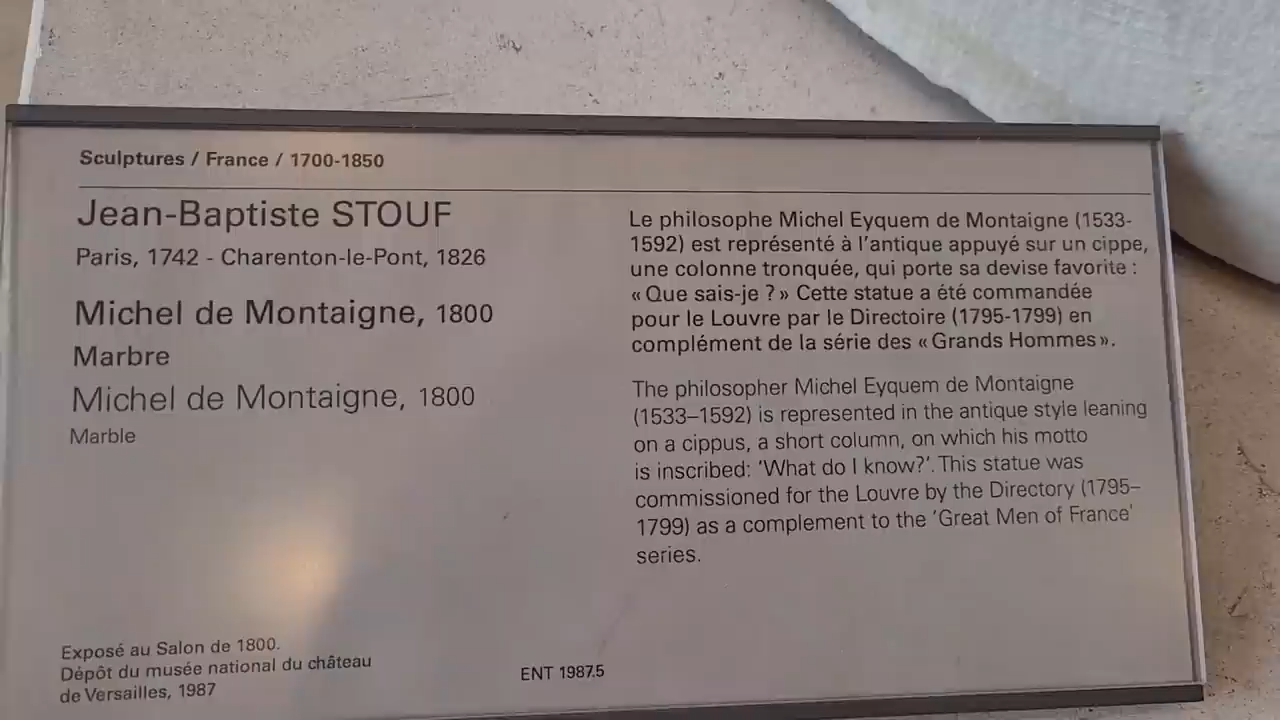 Sculptures / France / 1700-1850
Jean-Baptiste STOUF
Paris, 1742 - Charenton-le-Pont, 1826
Michel de Montaigne, 1800
Marbre
Michel de Montaigne, 1800
Marble
Le philosophe Michel Eyquem de Montaigne (1533-
1592) est représenté à l'antique appuyé sur un cippe,
une colonne tronquée, qui porte sa devise favorite :
« Que sais-je ? » Cette statue a été commandée
pour le Louvre par le Directoire (1795-1799) en
complément de la série des « Grands Hommes ».
The philosopher Michel Eyquem de Montaigne
(1533–1592) is represented in the antique style leaning
on a cippus, a short column, on which his motto
is inscribed: 'What do I know?'. This statue was
commissioned for the Louvre by the Directory (1795–
1799) as a complement to the 'Great Men of France'
series.
Exposé au Salon de 1800.
Dépôt du musée national du château
de Versailles, 1987
ENT 1987.5